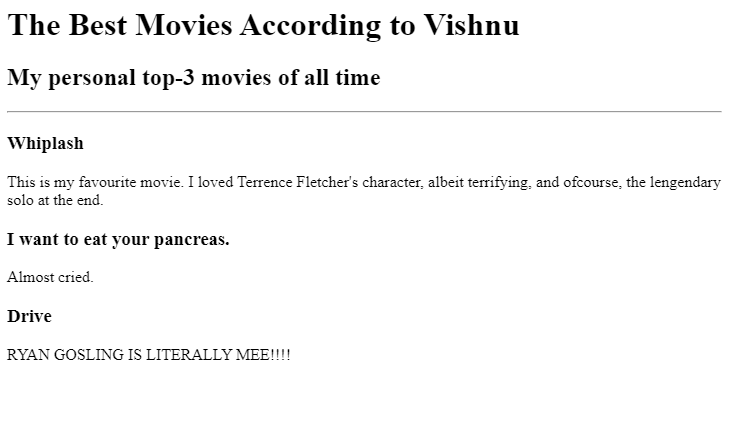 The Best Movies According to Vishnu
My personal top-3 movies of all time
Whiplash
This is my favourite movie. I loved Terrence Fletcher's character, albeit terrifying, and ofcourse, the lengendary
solo at the end.
I want to eat your pancreas.
Almost cried.
Drive
RYAN GOSLING IS LITERALLY MEE!!!!